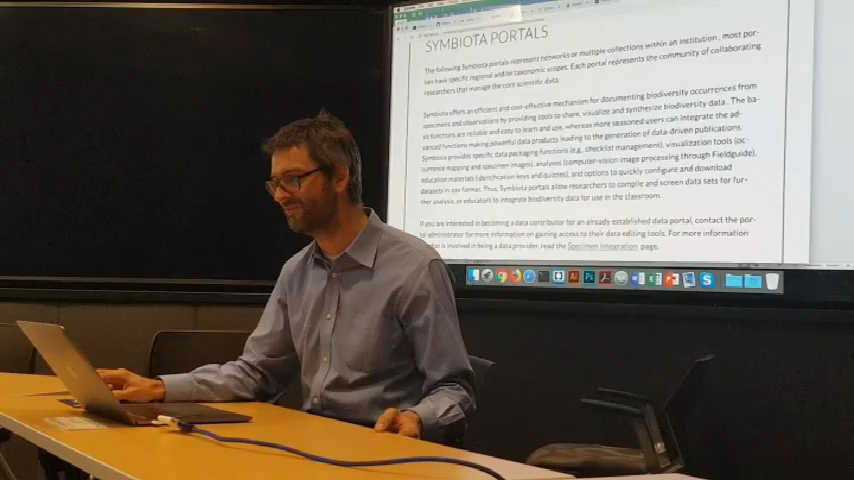 SYMBIOTA PORTALS
The following Symbiota portals represent networks or multiple collections within an institution , most por-
tals have specific regional and/or taxonomic scopes. Each portal represents the community of collaborating
researchers that manage the core scientific data.
Symbiota offers an efficient and cost-effective mechanism for documenting biodiversity occurrences from
specimens and observations by providing tools to share, visualize and synthesize biodiversity data . The ba-
sic functions are reliable and easy to learn and use, whereas more seasoned users can integrate the ad-
vanced functions making powerful data products leading to the generation of data-driven publications.
Symbiota provides specific data packaging functions (e.g., checklist management), visualization tools (oc-
currence mapping and specimen images), analyses (computer-vision image processing through Fieldguide),
education materials (identification keys and quizzes), and options to quickly configure and download
datasets in csv format. Thus, Symbiota portals allow researchers to compile and screen data sets for fur-
ther analysis, or educators to integrate biodiversity data for use in the classroom.
If you are interested in becoming a data contributor for an already established data portal, contact the por-
tal administrator for more information on gaining access to their data editing tools. For more information
is involved in being a data provider, read the Specimen Integration page.